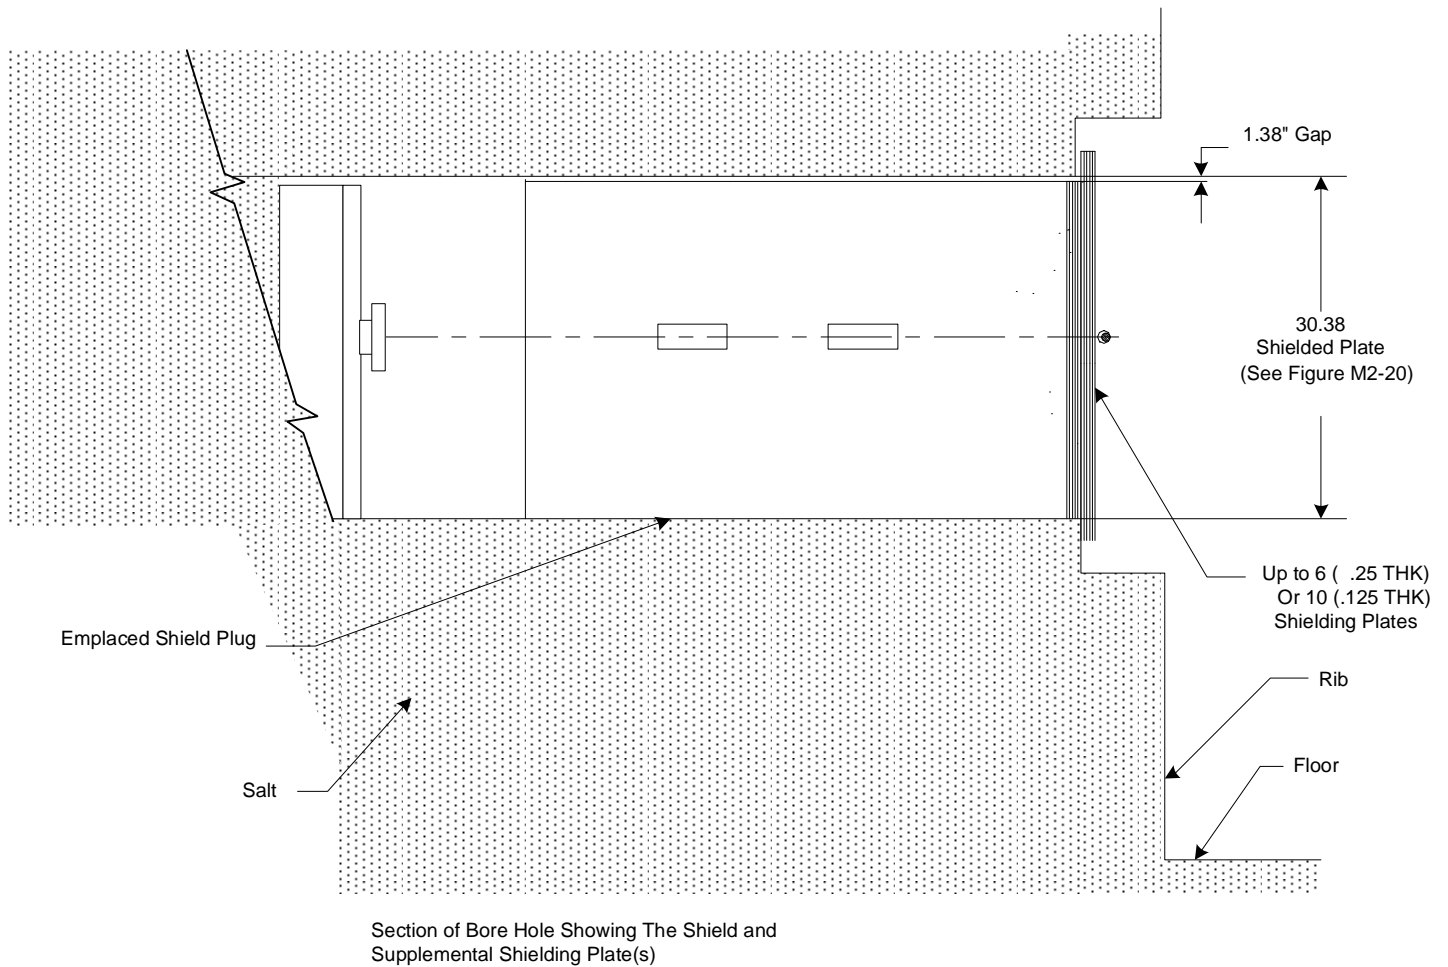 1.38" Gap
30.38
Shielded Plate
(See Figure M2-20)
Up to 6 ( .25 THK)
Or 10 (.125 THK)
Shielding Plates
Emplaced Shield Plug
Rib
Floor
Salt
Section of Bore Hole Showing The Shield and
Supplemental Shielding Plate(s)